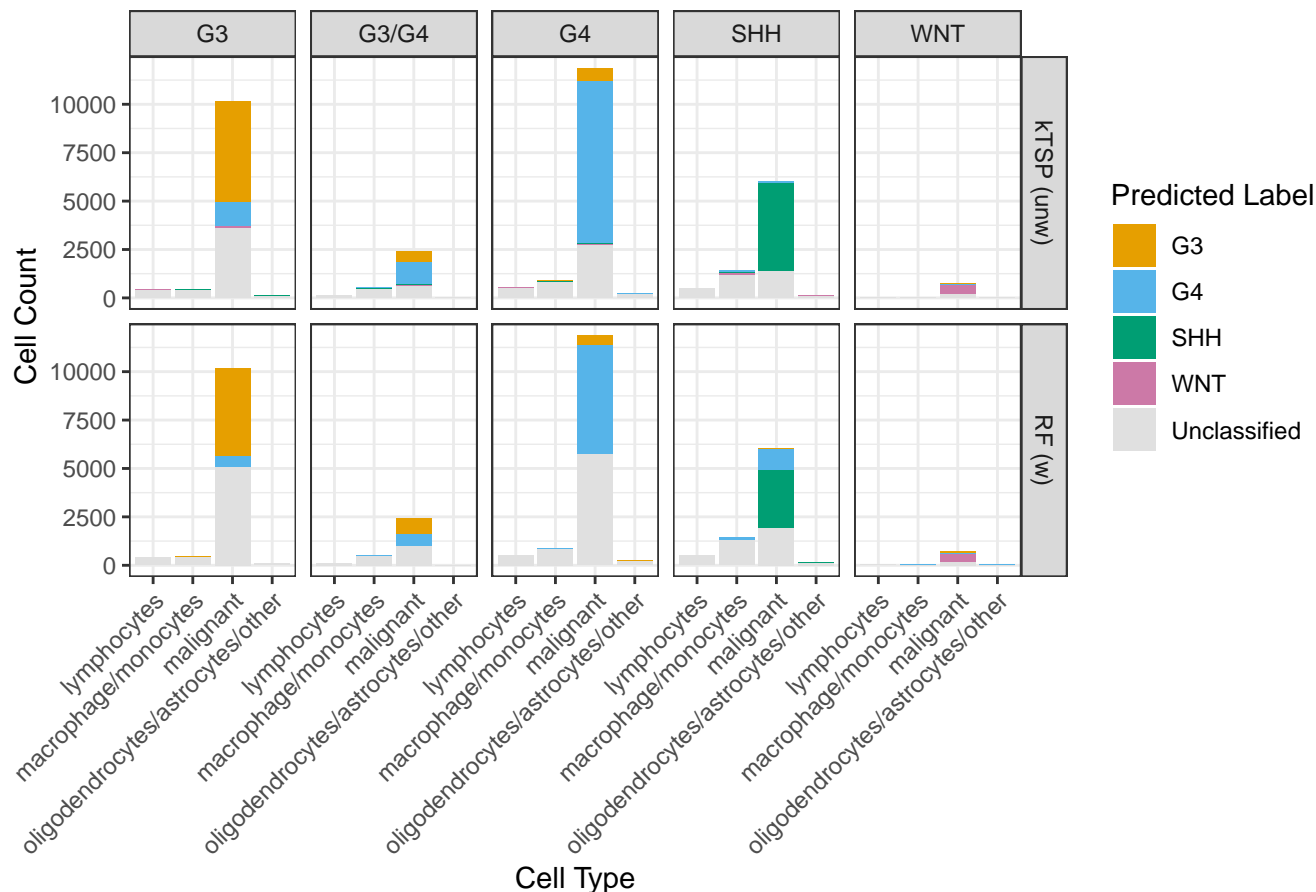 G3 G3/G4 G4 SHH WNT
kTSP (unw)
10000
7500
5000
2500
0
RF (w)
10000
7500
5000
2500
0
Cell Count
lymphocytes
macrophage/monocytes
malignant
oligodendrocytes/astrocytes/other
lymphocytes
macrophage/monocytes
malignant
oligodendrocytes/astrocytes/other
lymphocytes
macrophage/monocytes
malignant
oligodendrocytes/astrocytes/other
lymphocytes
macrophage/monocytes
malignant
oligodendrocytes/astrocytes/other
lymphocytes
macrophage/monocytes
malignant
oligodendrocytes/astrocytes/other
Cell Type
Predicted Label
G3
G4
SHH
WNT
Unclassified